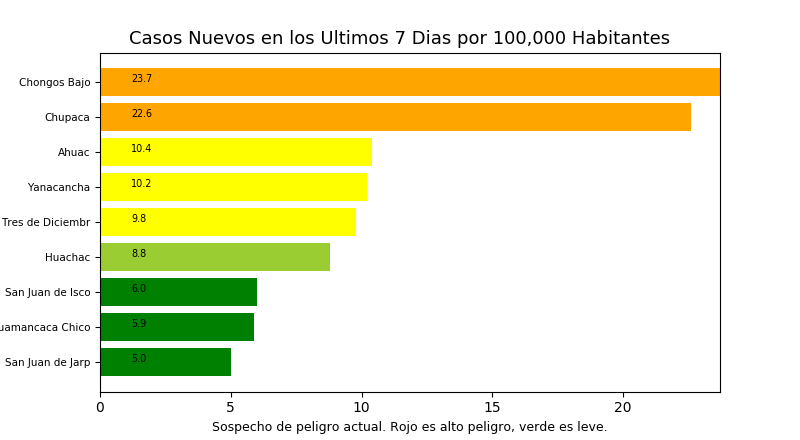 Casos Nuevos en los Ultimos 7 Dias por 100,000 Habitantes
Chongos Bajo 23.7
Chupaca 22.6
Ahuac 10.4
Yanacancha 10.2
Tres de Diciembr 9.8
Huachac 8.8
San Juan de Isco 6.0
uamancaca Chico 5.9
San Juan de Jarp 5.0
0 5 10 15 20
Sospecho de peligro actual. Rojo es alto peligro, verde es leve.